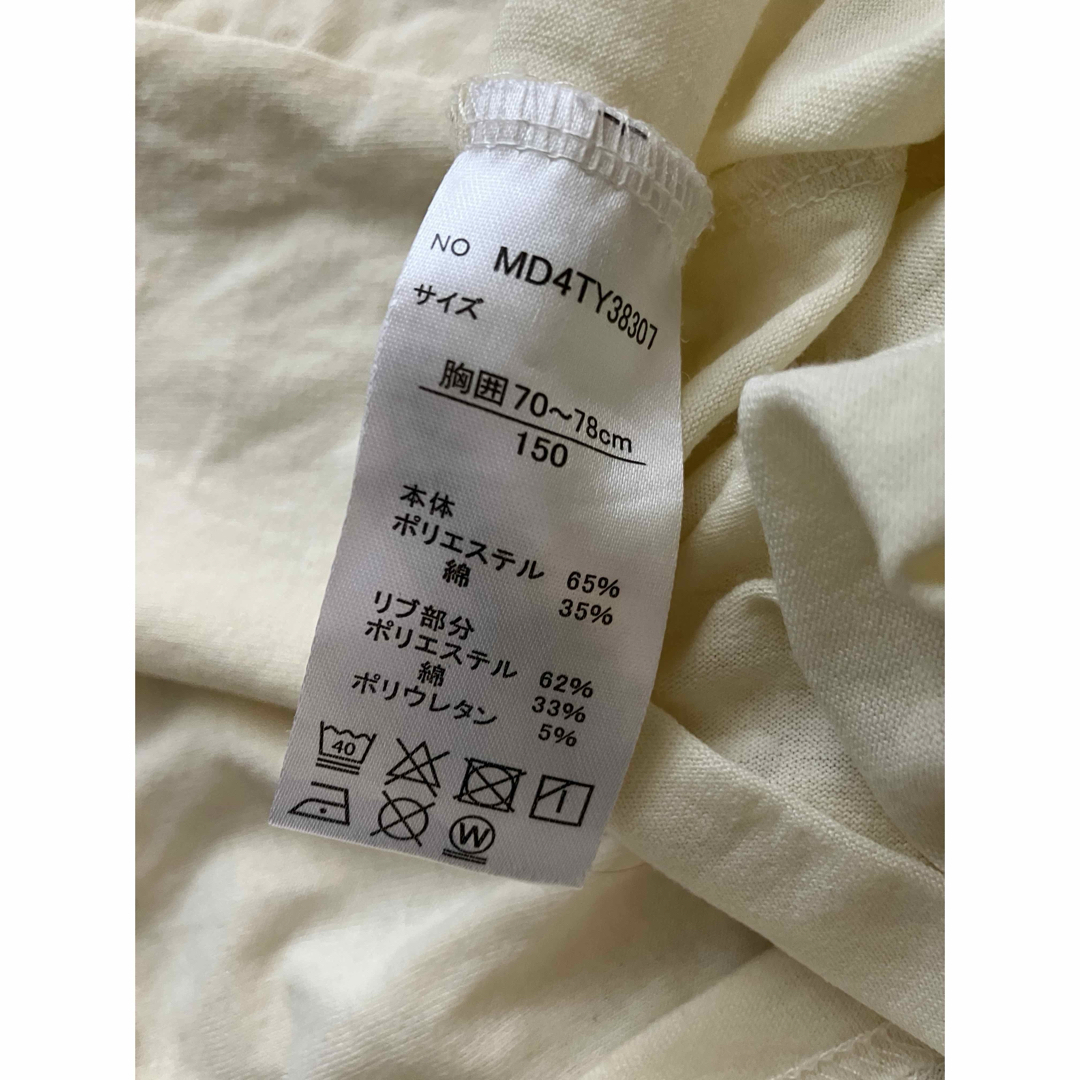 NO MD4TY38307
サイズ
胸囲70～78cm
150
本体
ポリエステル 65%
綿 35%
リブ部分
ポリエステル 62%
綿 33%
ポリウレタン 5%
40
W